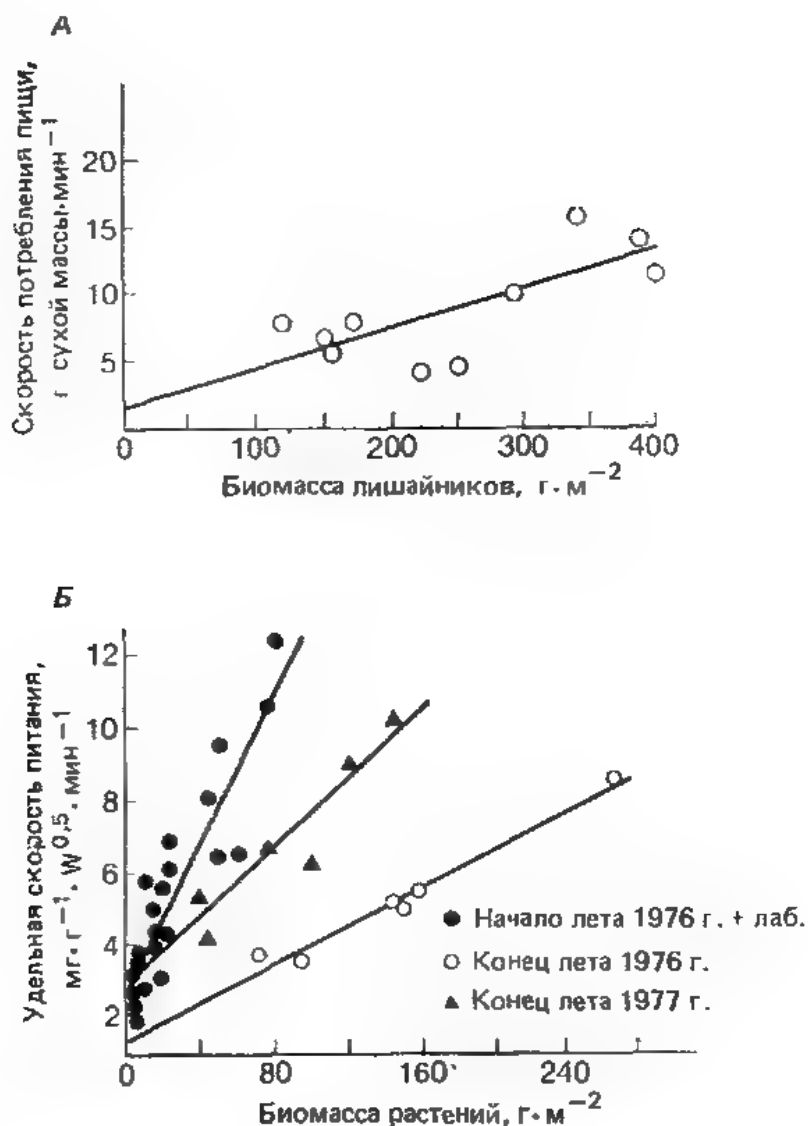 А
Скорость потребления пищи,
г сухой массы·мин⁻¹
20
15
10
5
0
100
200
300
400
Биомасса лишайников, г·м⁻²
Б
Удельная скорость питания,
мг·г⁻¹·W⁰,⁵·мин⁻¹
12
10
8
6
4
2
● Начало лета 1976 г. + лаб.
○ Конец лета 1976 г.
▲ Конец лета 1977 г.
0
80
160
240
Биомасса растений, г·м⁻²